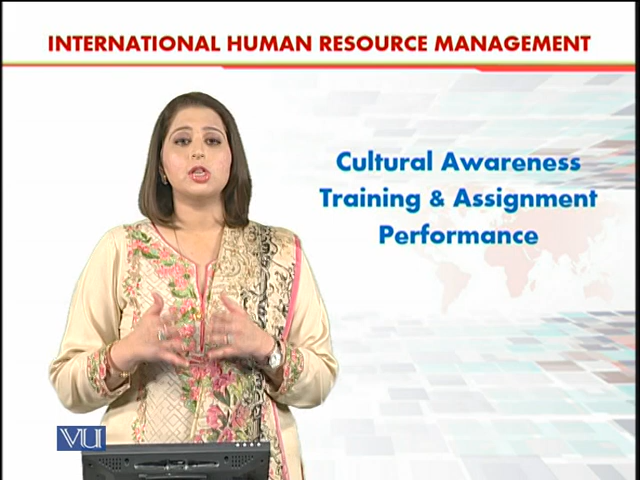 INTERNATIONAL HUMAN RESOURCE MANAGEMENT
Cultural Awareness
Training & Assignment
Performance
VU